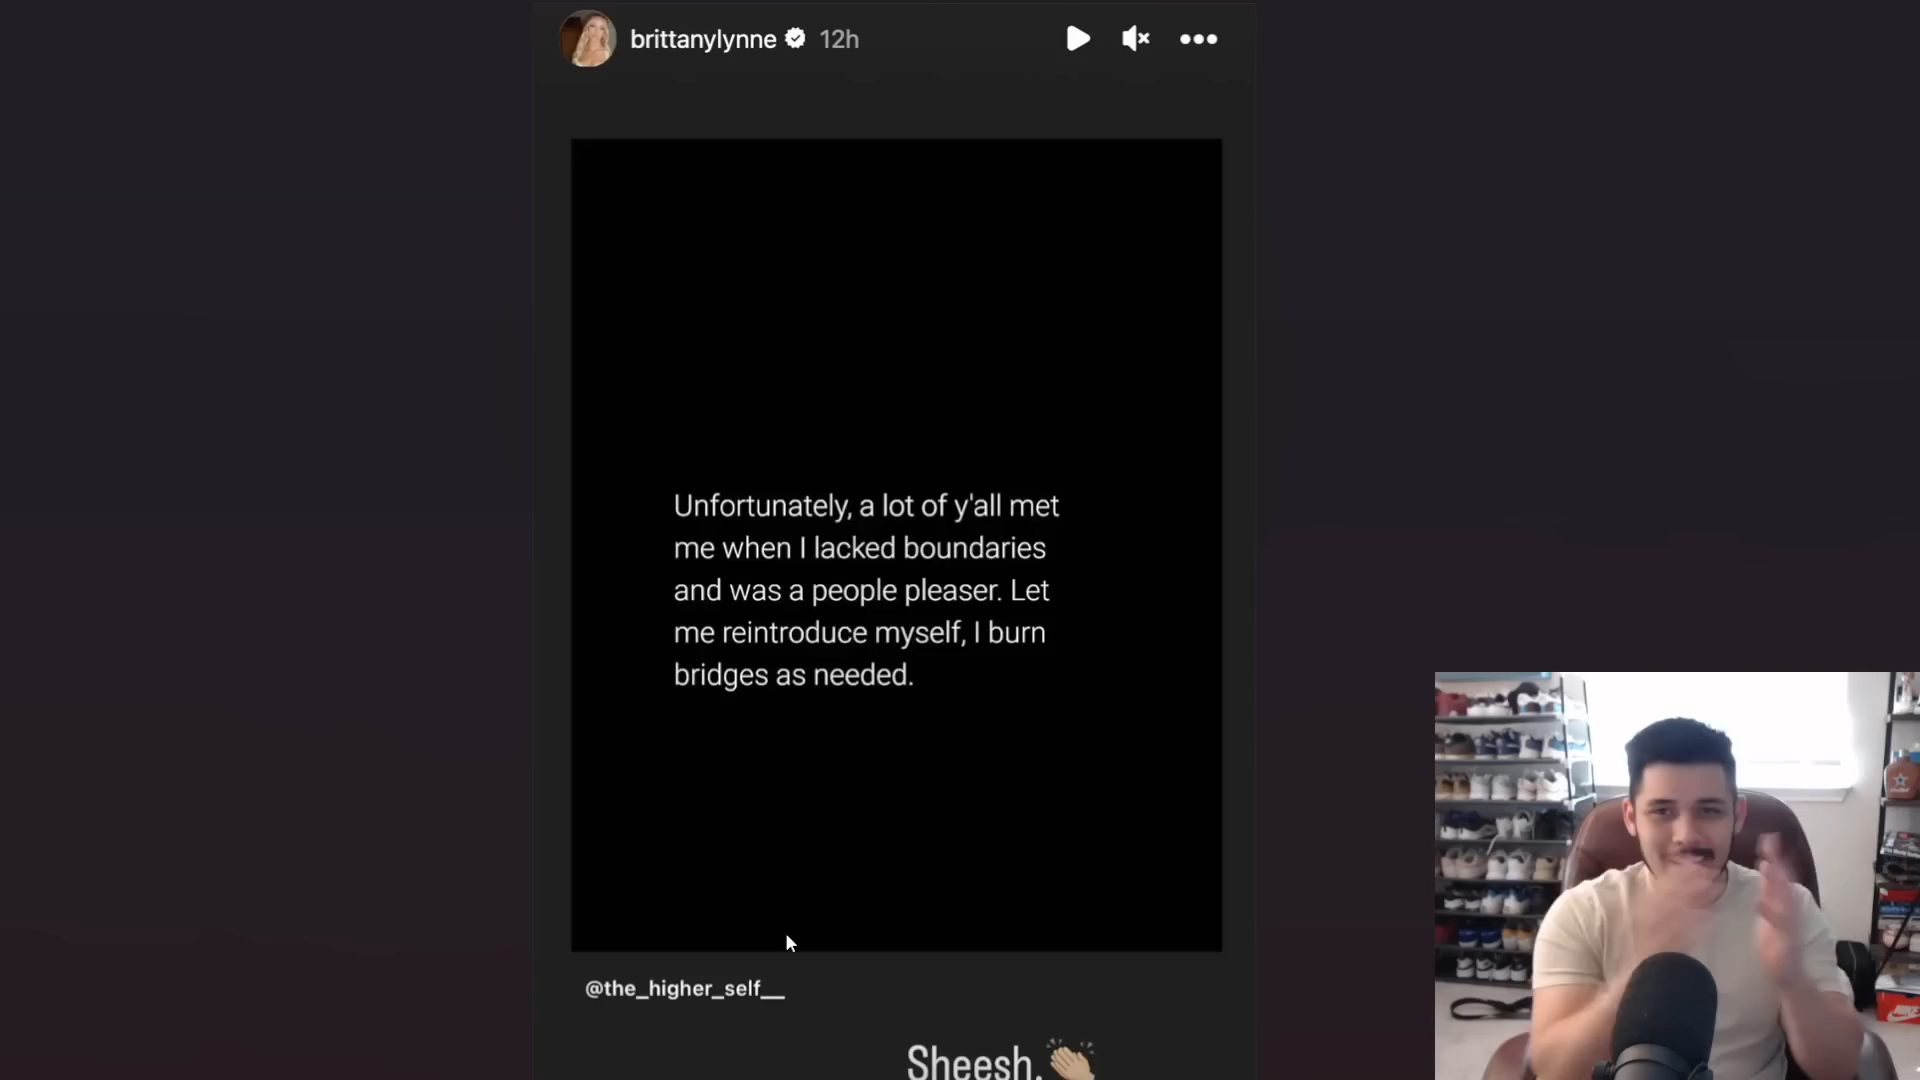 brittanylynne 12h
Unfortunately, a lot of y'all met
me when I lacked boundaries
and was a people pleaser. Let
me reintroduce myself, I burn
bridges as needed.
@the_higher_self__
Sheesh.